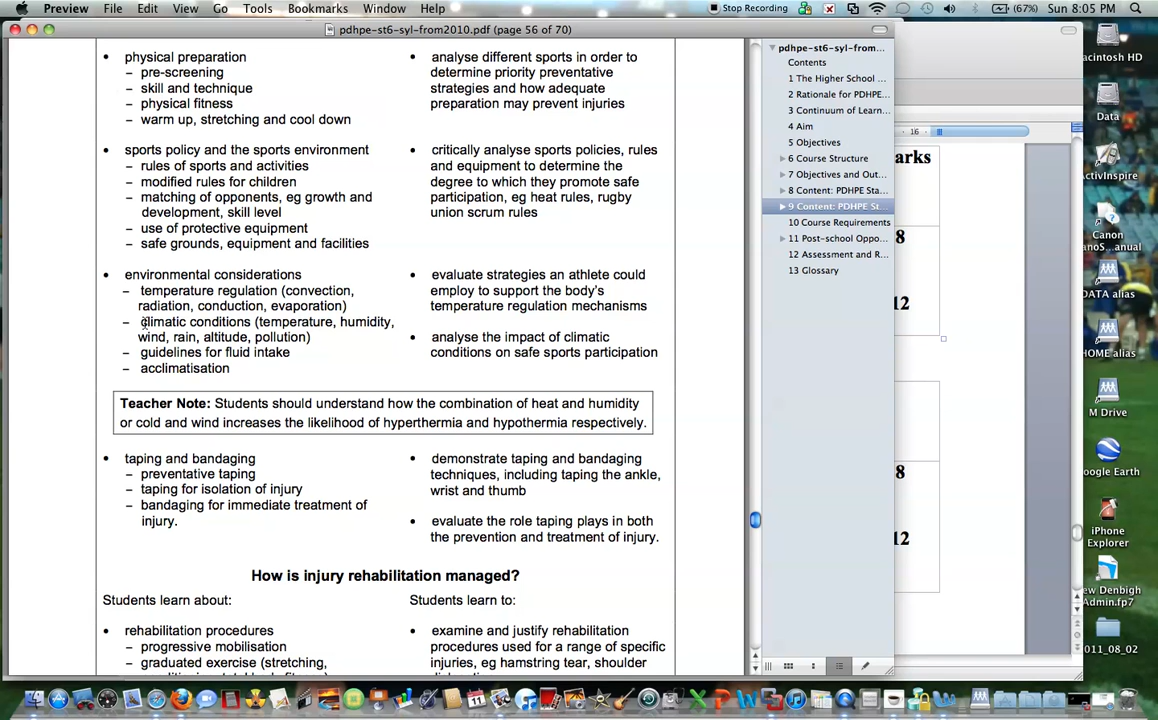 Preview File Edit View Go Tools Bookmarks Window Help
Stop Recording
(67%) Sun 8:05 PM
pdhpe-st6-syl-from2010.pdf (page 56 of 70)
• physical preparation
– pre-screening
– skill and technique
– physical fitness
– warm up, stretching and cool down
• analyse different sports in order to
determine priority preventative
strategies and how adequate
preparation may prevent injuries
• sports policy and the sports environment
– rules of sports and activities
– modified rules for children
– matching of opponents, eg growth and
development, skill level
– use of protective equipment
– safe grounds, equipment and facilities
• critically analyse sports policies, rules
and equipment to determine the
degree to which they promote safe
participation, eg heat rules, rugby
union scrum rules
• environmental considerations
– temperature regulation (convection,
radiation, conduction, evaporation)
– climatic conditions (temperature, humidity,
wind, rain, altitude, pollution)
– guidelines for fluid intake
– acclimatisation
• evaluate strategies an athlete could
employ to support the body's
temperature regulation mechanisms
• analyse the impact of climatic
conditions on safe sports participation
Teacher Note: Students should understand how the combination of heat and humidity
or cold and wind increases the likelihood of hyperthermia and hypothermia respectively.
• taping and bandaging
– preventative taping
– taping for isolation of injury
– bandaging for immediate treatment of
injury.
• demonstrate taping and bandaging
techniques, including taping the ankle,
wrist and thumb
• evaluate the role taping plays in both
the prevention and treatment of injury.
How is injury rehabilitation managed?
Students learn about:
Students learn to:
• rehabilitation procedures
– progressive mobilisation
– graduated exercise (stretching,
• examine and justify rehabilitation
procedures used for a range of specific
injuries, eg hamstring tear, shoulder
pdhpe-st6-syl-from...
Contents
1 The Higher School ...
2 Rationale for PDHPE...
3 Continuum of Learn...
4 Aim
5 Objectives
6 Course Structure
7 Objectives and Out...
8 Content: PDHPE Sta...
9 Content: PDHPE St...
10 Course Requirements
11 Post-school Oppo...
12 Assessment and R...
13 Glossary
16
arks
8
12
8
12
acintosh HD
Data
ActivInspire
Canon
anoS...anual
DATA alias
HOME alias
M Drive
oogle Earth
iPhone
Explorer
ew Denbigh
Admin.fp7
011_08_02